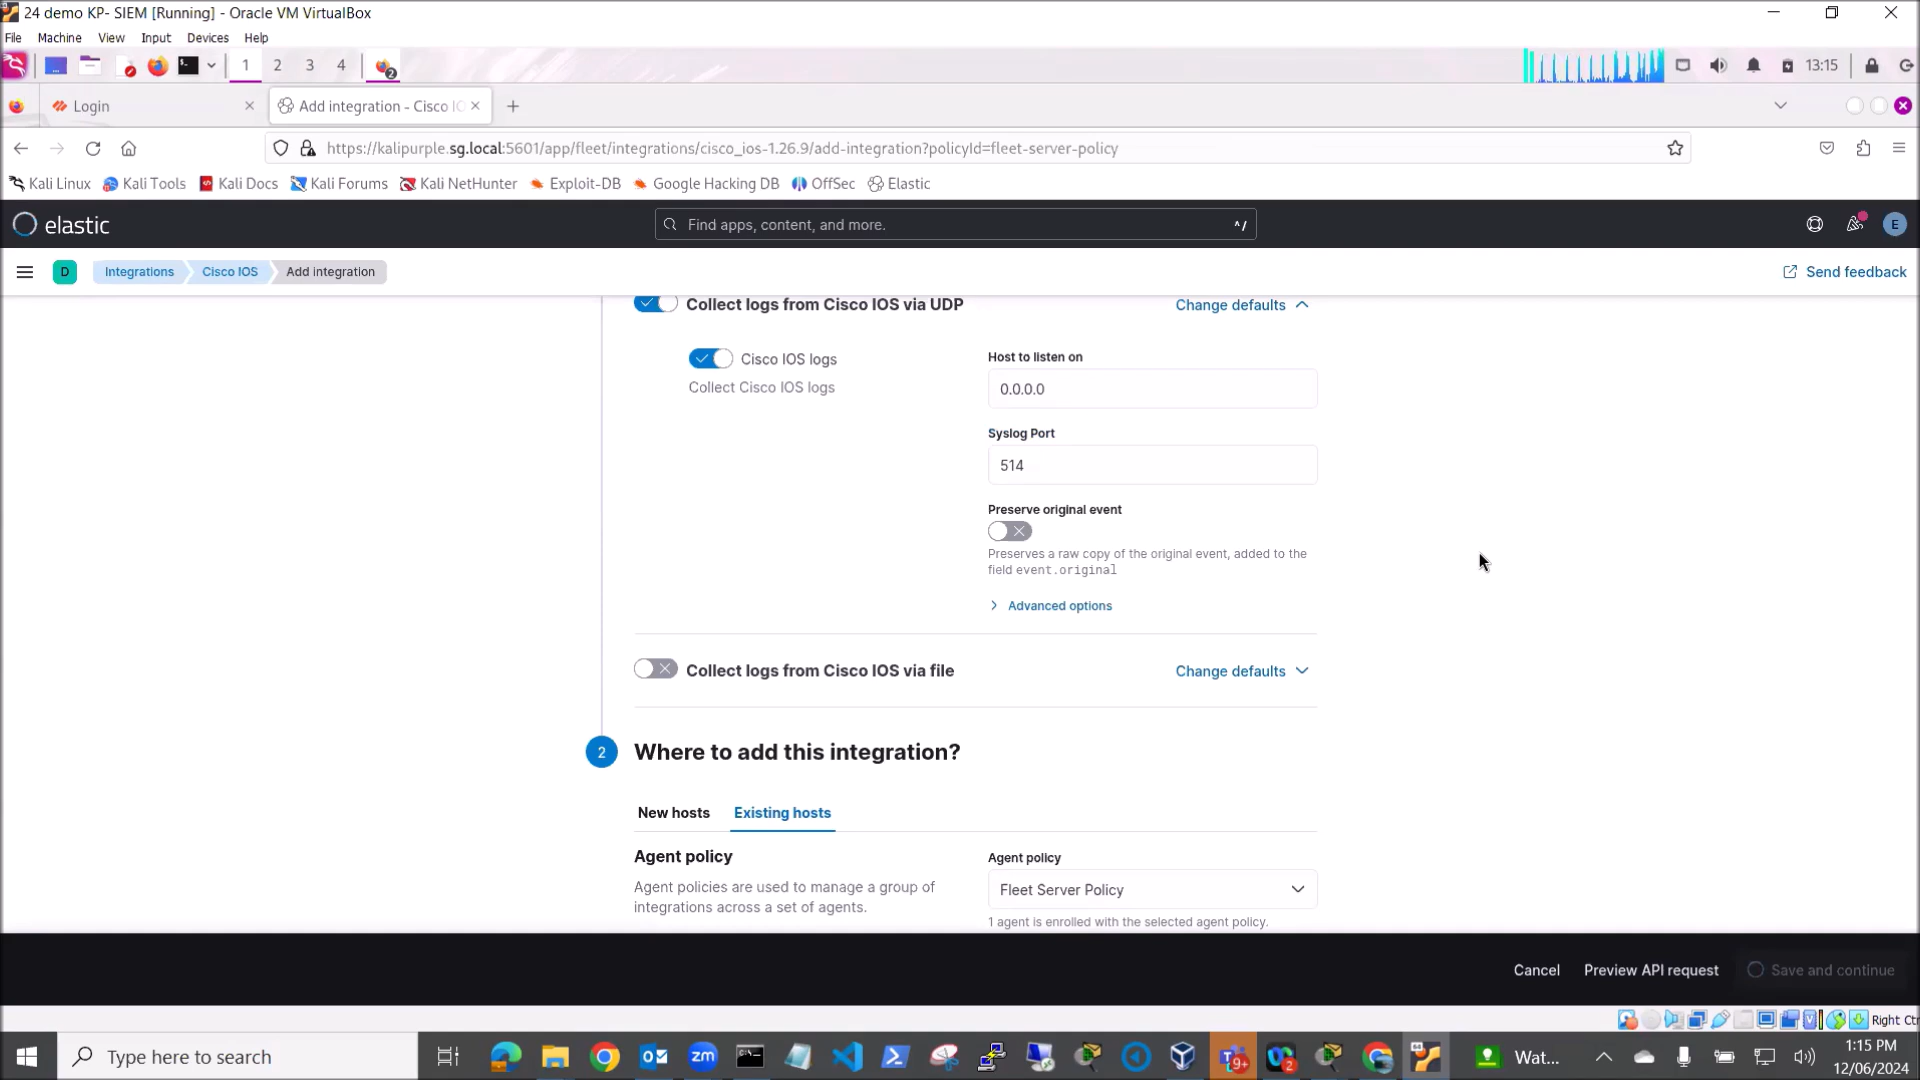 24 demo KP- SIEM [Running] - Oracle VM VirtualBox
File Machine View Input Devices Help
1 2 3 4 2 13:15
Login Add integration - Cisco IO
https://kalipurple.sg.local:5601/app/fleet/integrations/cisco_ios-1.26.9/add-integration?policyId=fleet-server-policy
Kali Linux Kali Tools Kali Docs Kali Forums Kali NetHunter Exploit-DB Google Hacking DB OffSec Elastic
elastic Find apps, content, and more. ^/ E
D Integrations Cisco IOS Add integration Send feedback
Collect logs from Cisco IOS via UDP Change defaults
Cisco IOS logs
Collect Cisco IOS logs
Host to listen on
0.0.0.0
Syslog Port
514
Preserve original event
Preserves a raw copy of the original event, added to the
field event.original
Advanced options
Collect logs from Cisco IOS via file Change defaults
2 Where to add this integration?
New hosts Existing hosts
Agent policy
Agent policies are used to manage a group of
integrations across a set of agents.
Agent policy
Fleet Server Policy
1 agent is enrolled with the selected agent policy.
Cancel Preview API request Save and continue
Right Ctr
Type here to search zm 9+ 2 Wat... 1:15 PM
12/06/2024